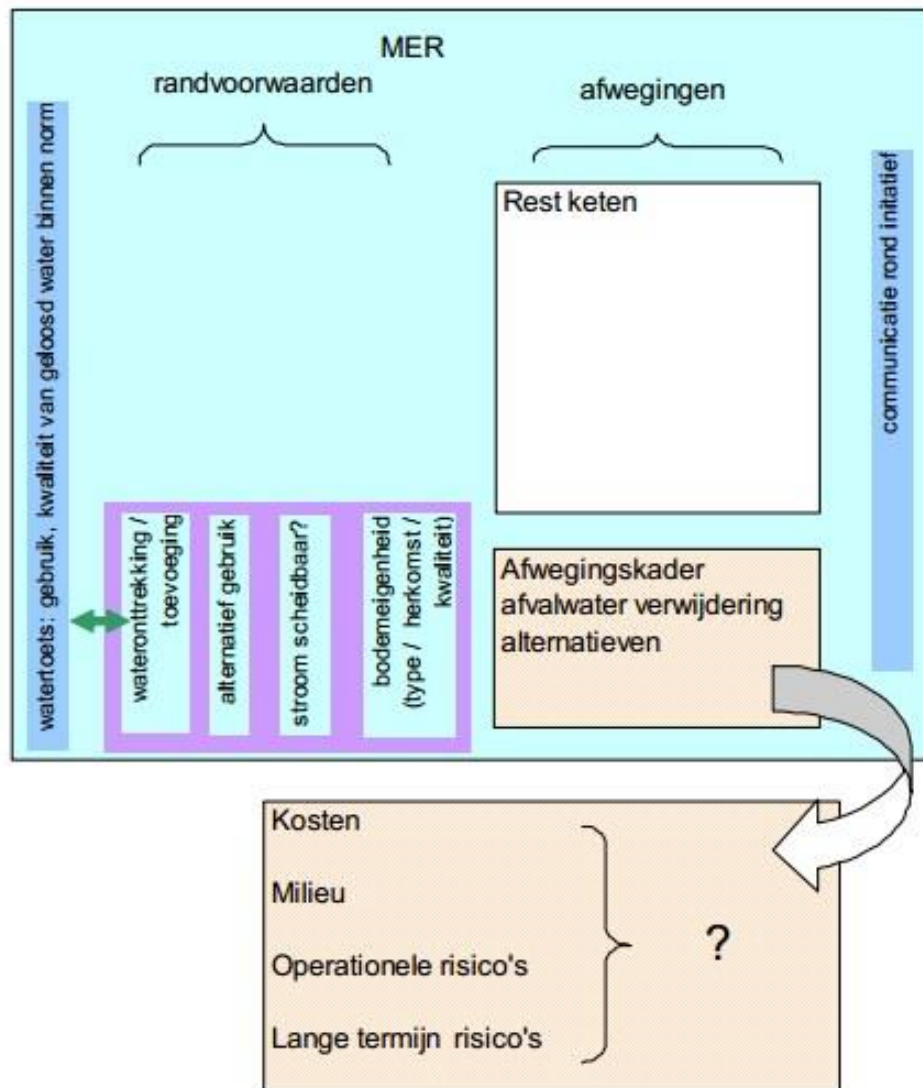 MER
randvoorwaarden
afwegingen
watertoets: gebruik, kwaliteit van geloosd water binnen norm
wateronttrekking /
toevoeging
alternatief gebruik
stroom scheidbaar?
bodemeigenheid
(type / herkomst /
kwaliteit)
Rest keten
Afwegingskader
afvalwater verwijdering
alternatieven
communicatie rond initatief
Kosten
Milieu
Operationele risico's
Lange termijn risico's
?